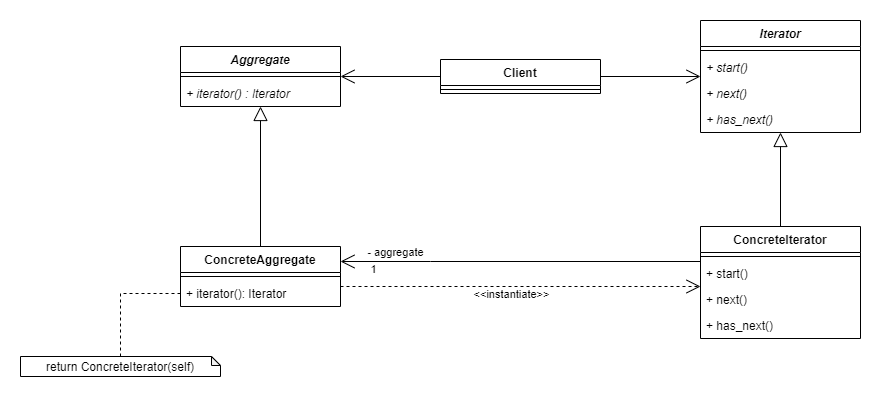 Iterator
Aggregate
Client
+ start()
+ iterator() : Iterator
+ next()
+ has_next()
ConcreteIterator
ConcreteAggregate
- aggregate
1
+ start()
+ iterator(): Iterator
<<instantiate>>
+ next()
+ has_next()
return ConcreteIterator(self)